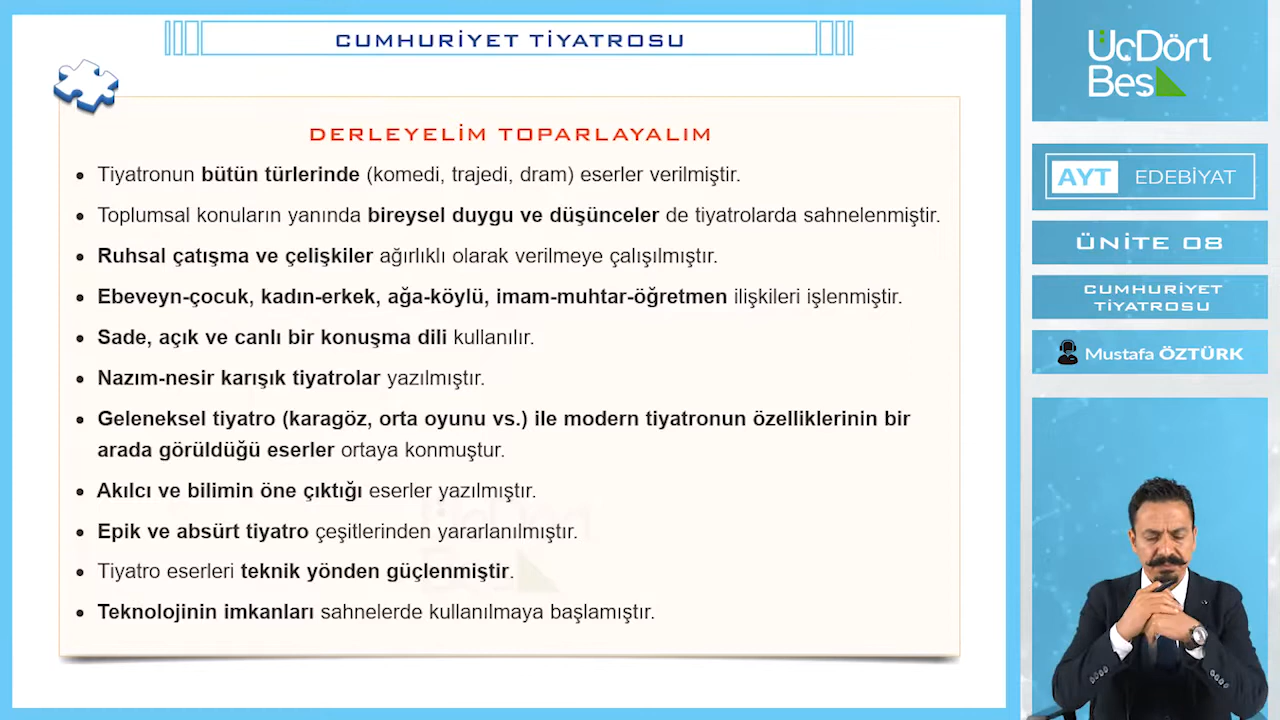 CUMHURİYET TİYATROSU
DERLEYELİM TOPARLAYALIM
• Tiyatronun bütün türlerinde (komedi, trajedi, dram) eserler verilmiştir.
• Toplumsal konuların yanında bireysel duygu ve düşünceler de tiyatrolarda sahnelenmiştir.
• Ruhsal çatışma ve çelişkiler ağırlıklı olarak verilmeye çalışılmıştır.
• Ebeveyn-çocuk, kadın-erkek, ağa-köylü, imam-muhtar-öğretmen ilişkileri işlenmiştir.
• Sade, açık ve canlı bir konuşma dili kullanılır.
• Nazım-nesir karışık tiyatrolar yazılmıştır.
• Geleneksel tiyatro (karagöz, orta oyunu vs.) ile modern tiyatronun özelliklerinin bir
arada görüldüğü eserler ortaya konmuştur.
• Akılcı ve bilimin öne çıktığı eserler yazılmıştır.
• Epik ve absürt tiyatro çeşitlerinden yararlanılmıştır.
• Tiyatro eserleri teknik yönden güçlenmiştir.
• Teknolojinin imkanları sahnelerde kullanılmaya başlamıştır.
ÜçDört
Beş
AYT EDEBİYAT
ÜNİTE 08
CUMHURİYET
TİYATROSU
Mustafa ÖZTÜRK